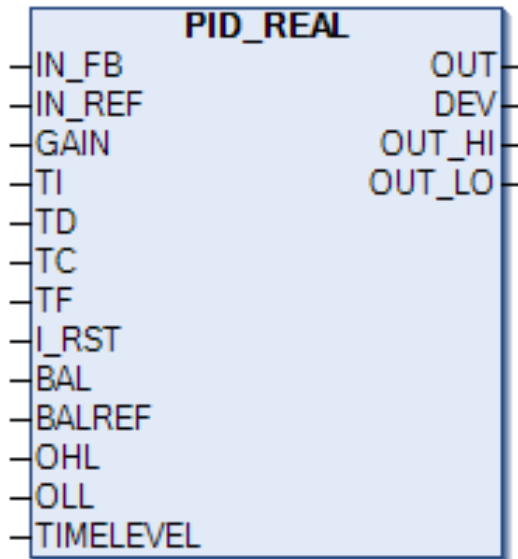 PID_REAL
IN_FB OUT
IN_REF DEV
GAIN OUT_HI
TI OUT_LO
TD
TC
TF
I_RST
BAL
BALREF
OHL
OLL
TIMELEVEL